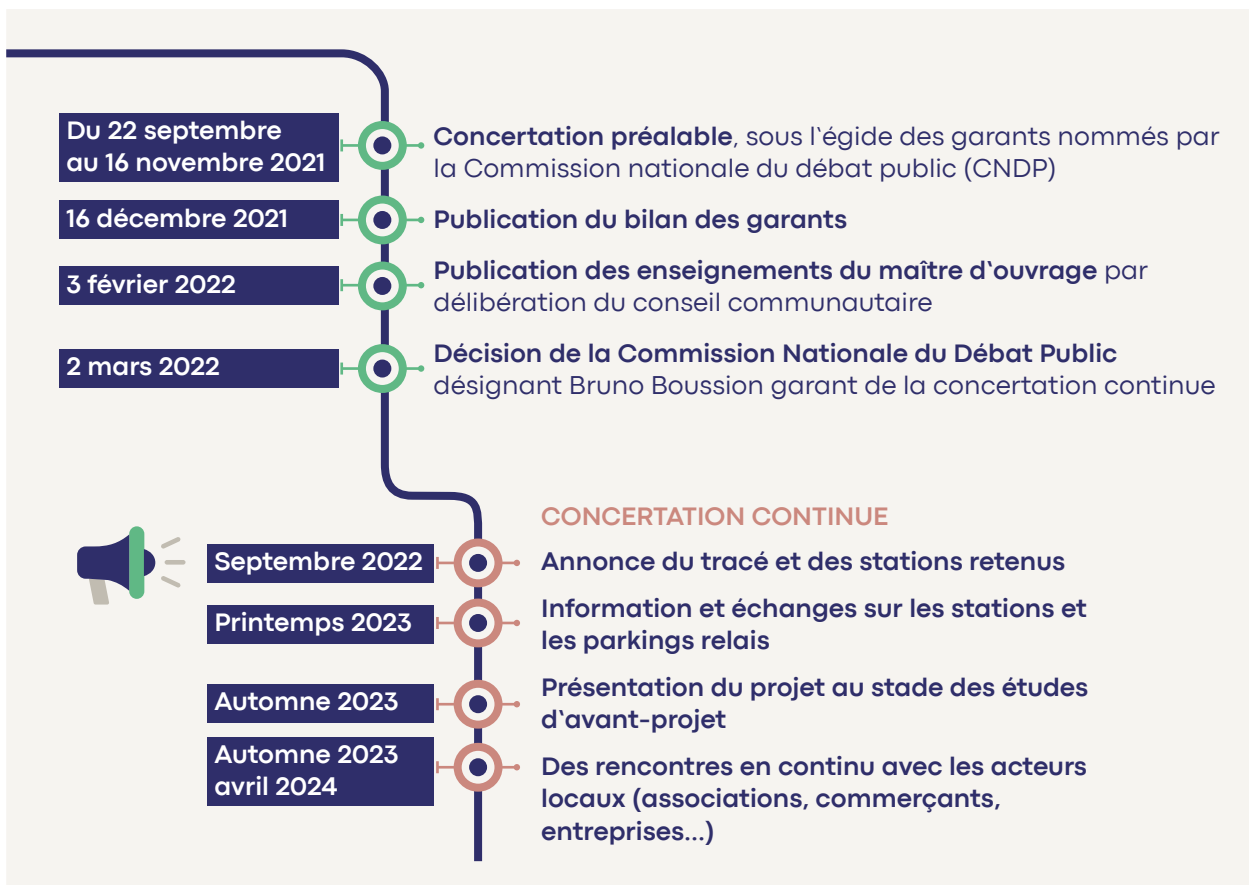 Du 22 septembre
au 16 novembre 2021
Concertation préalable, sous l'égide des garants nommés par
la Commission nationale du débat public (CNDP)
16 décembre 2021
Publication du bilan des garants
3 février 2022
Publication des enseignements du maître d'ouvrage par
délibération du conseil communautaire
2 mars 2022
Décision de la Commission Nationale du Débat Public
désignant Bruno Boussion garant de la concertation continue
CONCERTATION CONTINUE
Septembre 2022
Annonce du tracé et des stations retenus
Printemps 2023
Information et échanges sur les stations et
les parkings relais
Automne 2023
Présentation du projet au stade des études
d'avant-projet
Automne 2023
avril 2024
Des rencontres en continu avec les acteurs
locaux (associations, commerçants,
entreprises...)